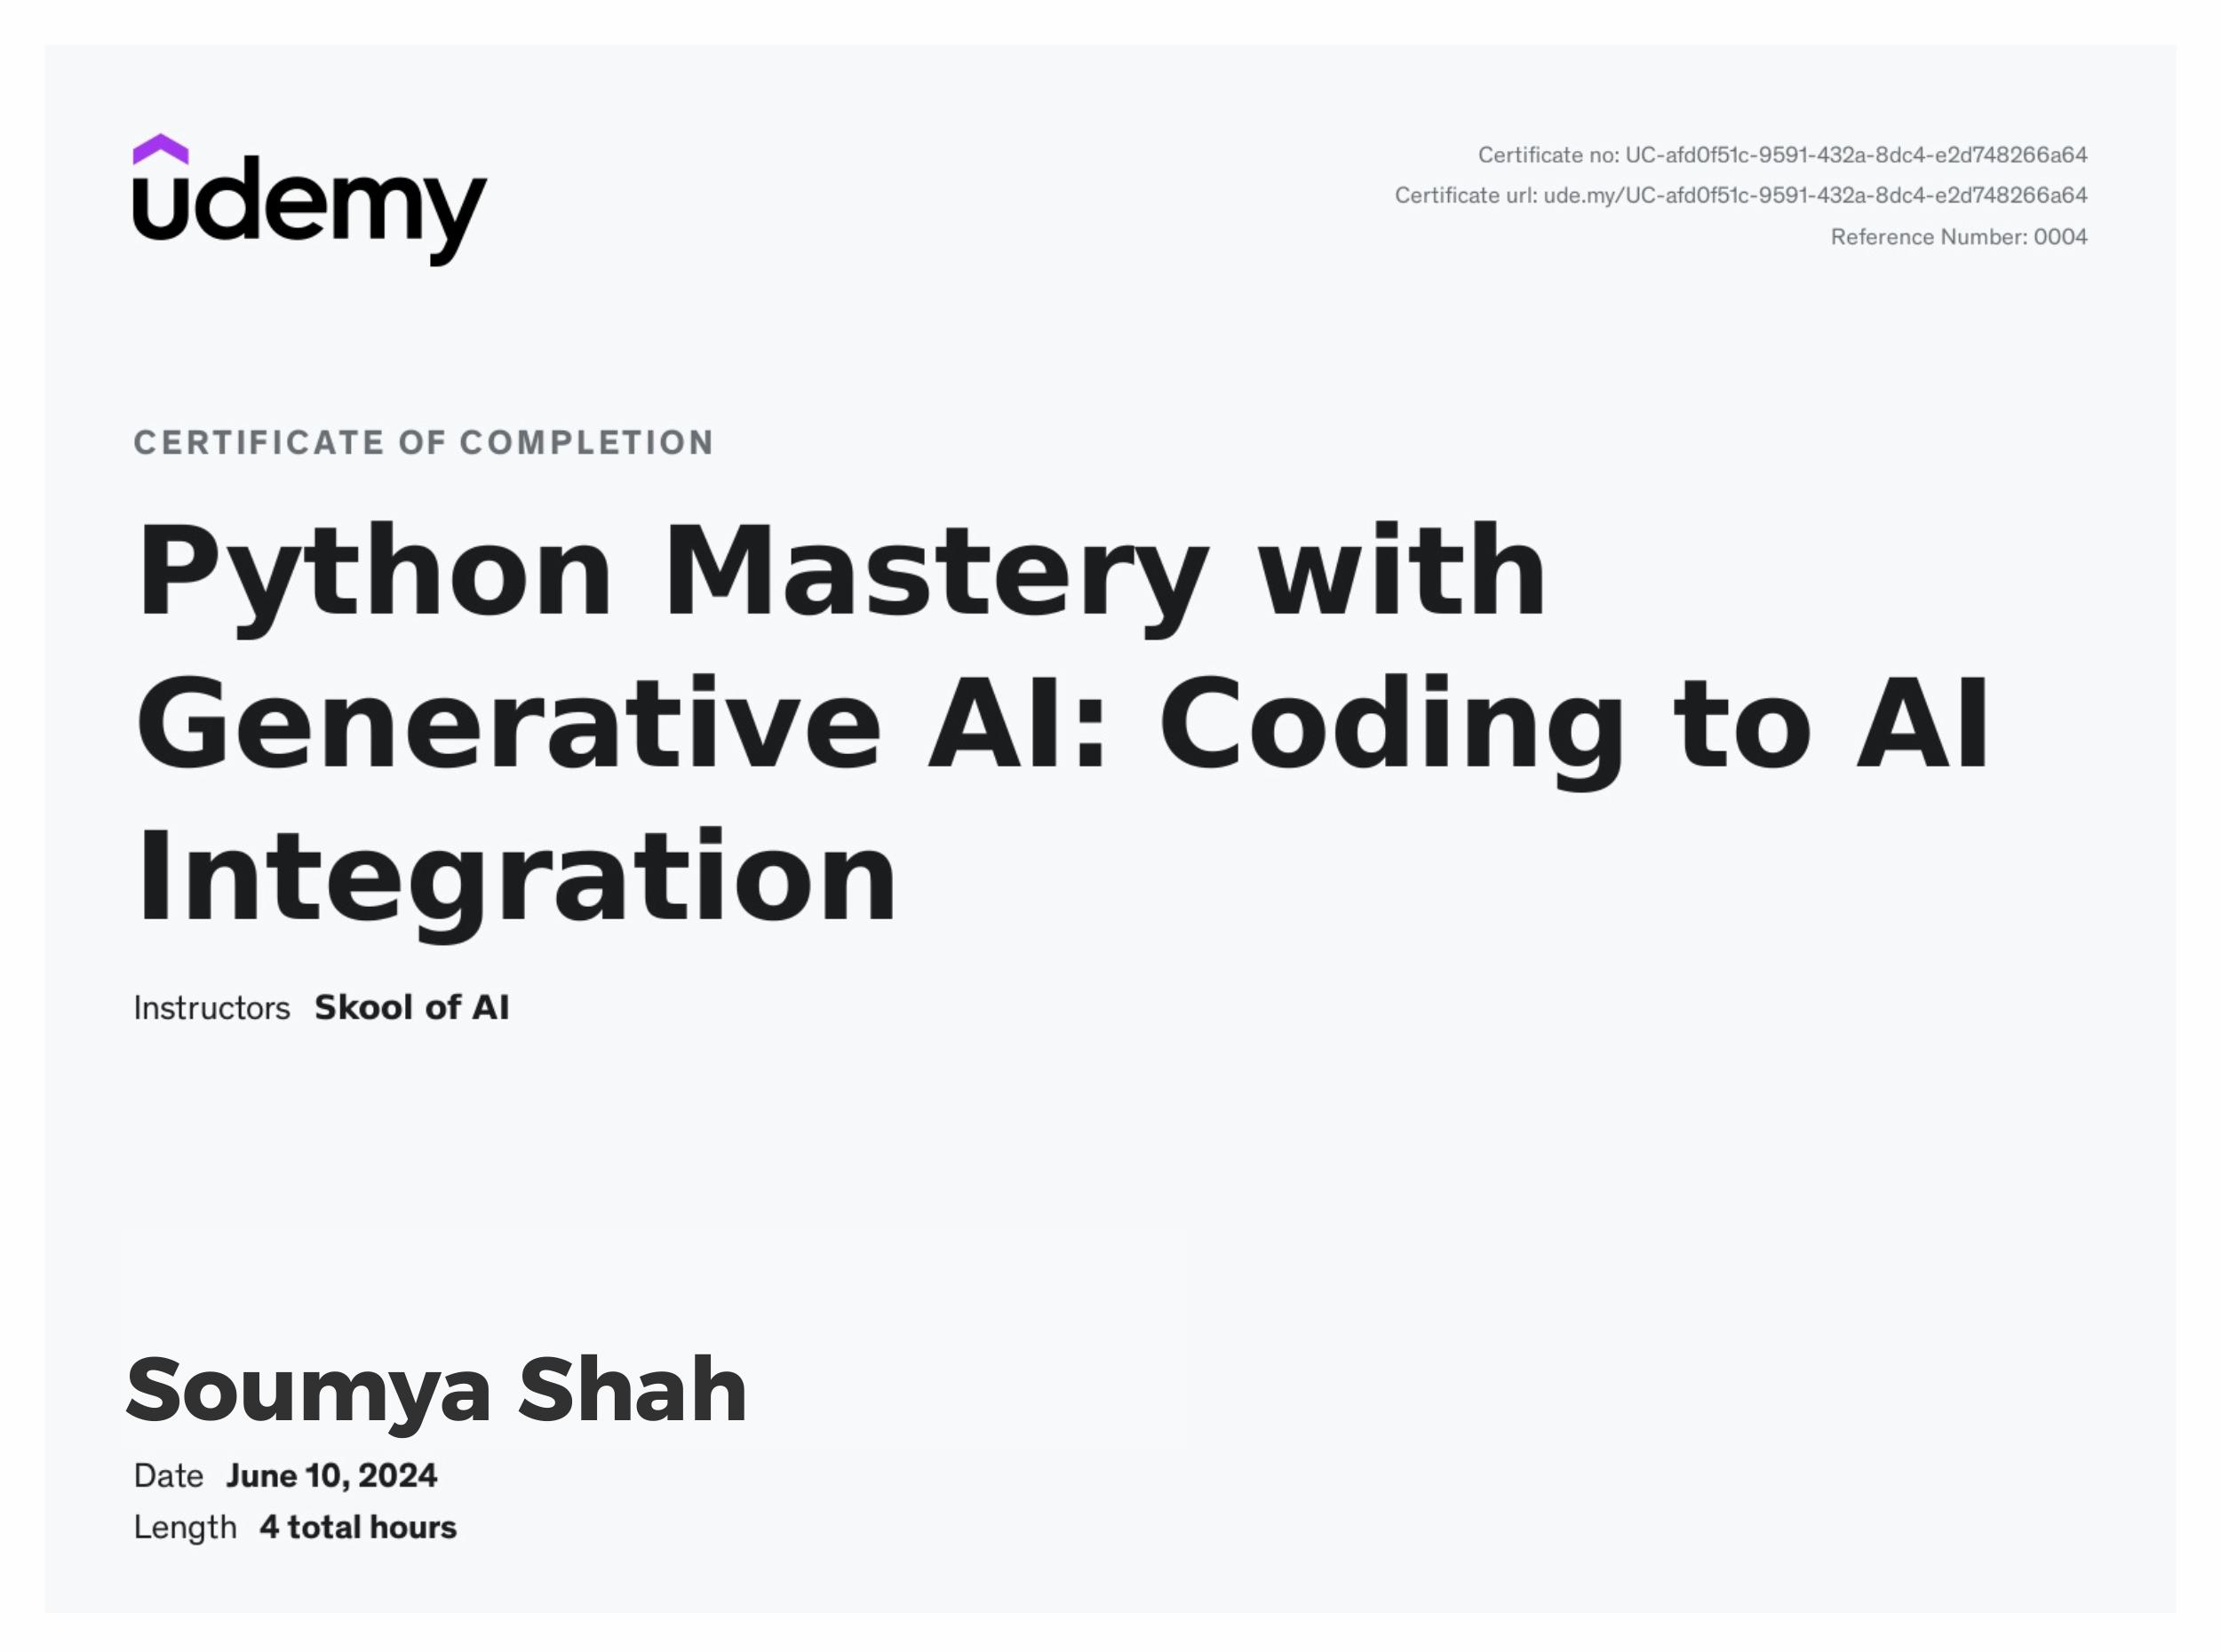 udemy
Certificate no: UC-afd0f51c-9591-432a-8dc4-e2d748266a64
Certificate url: ude.my/UC-afd0f51c-9591-432a-8dc4-e2d748266a64
Reference Number: 0004
CERTIFICATE OF COMPLETION
Python Mastery with
Generative AI: Coding to AI
Integration
Instructors Skool of AI
Soumya Shah
Date June 10, 2024
Length 4 total hours